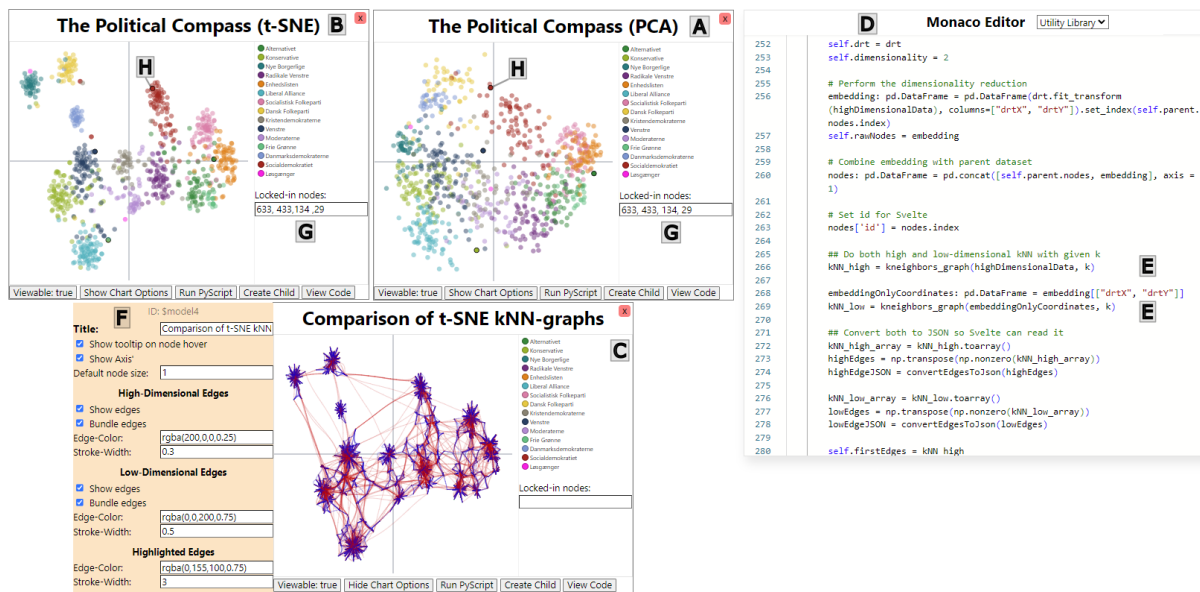 The Political Compass (t-SNE)
B
x
H
Alternativet
Konservative
Nye Borgerlige
Radikale Venstre
Enhedslisten
Liberal Alliance
Socialistisk Folkeparti
Dansk Folkeparti
Kristendemokraterne
Venstre
Moderaterne
Frie Grønne
Danmarksdemokraterne
Socialdemokratiet
Løsgænger
Locked-in nodes:
633, 433,134 ,29
G
Viewable: true
Show Chart Options
Run PyScript
Create Child
View Code
The Political Compass (PCA)
A
x
H
Alternativet
Konservative
Nye Borgerlige
Radikale Venstre
Enhedslisten
Liberal Alliance
Socialistisk Folkeparti
Dansk Folkeparti
Kristendemokraterne
Venstre
Moderaterne
Frie Grønne
Danmarksdemokraterne
Socialdemokratiet
Løsgænger
Locked-in nodes:
633, 433, 134, 29
G
Viewable: true
Show Chart Options
Run PyScript
Create Child
View Code
D
Monaco Editor
Utility Library
252 self.drt = drt
253 self.dimensionality = 2
254
255 # Perform the dimensionality reduction
256 embedding: pd.DataFrame = pd.DataFrame(drt.fit_transform
(highDimensionalData), columns=["drtX", "drtY"]).set_index(self.parent.
nodes.index)
257 self.rawNodes = embedding
258
259 # Combine embedding with parent dataset
260 nodes: pd.DataFrame = pd.concat([self.parent.nodes, embedding], axis =
1)
261
262 # Set id for Svelte
263 nodes['id'] = nodes.index
264
265 ## Do both high and low-dimensional kNN with given k
266 kNN_high = kneighbors_graph(highDimensionalData, k)
E
267
268 embeddingOnlyCoordinates: pd.DataFrame = embedding[["drtX", "drtY"]]
269 kNN_low = kneighbors_graph(embeddingOnlyCoordinates, k)
E
270
271 ## Convert both to JSON so Svelte can read it
272 kNN_high_array = kNN_high.toarray()
273 highEdges = np.transpose(np.nonzero(kNN_high_array))
274 highEdgeJSON = convertEdgesToJson(highEdges)
275
276 kNN_low_array = kNN_low.toarray()
277 lowEdges = np.transpose(np.nonzero(kNN_low_array))
278 lowEdgeJSON = convertEdgesToJson(lowEdges)
279
280 self.firstEdges = kNN_high
F
ID: $model4
Title: Comparison of t-SNE kNN
Show tooltip on node hover
Show Axis'
Default node size: 1
High-Dimensional Edges
Show edges
Bundle edges
Edge-Color: rgba(200,0,0,0.25)
Stroke-Width: 0.3
Low-Dimensional Edges
Show edges
Bundle edges
Edge-Color: rgba(0,0,200,0.75)
Stroke-Width: 0.5
Highlighted Edges
Edge-Color: rgba(0,155,100,0.75)
Stroke-Width: 3
Comparison of t-SNE kNN-graphs
x
C
Alternativet
Konservative
Nye Borgerlige
Radikale Venstre
Enhedslisten
Liberal Alliance
Socialistisk Folkeparti
Dansk Folkeparti
Kristendemokraterne
Venstre
Moderaterne
Frie Grønne
Danmarksdemokraterne
Socialdemokratiet
Løsgænger
Locked-in nodes:
Viewable: true
Hide Chart Options
Run PyScript
Create Child
View Code